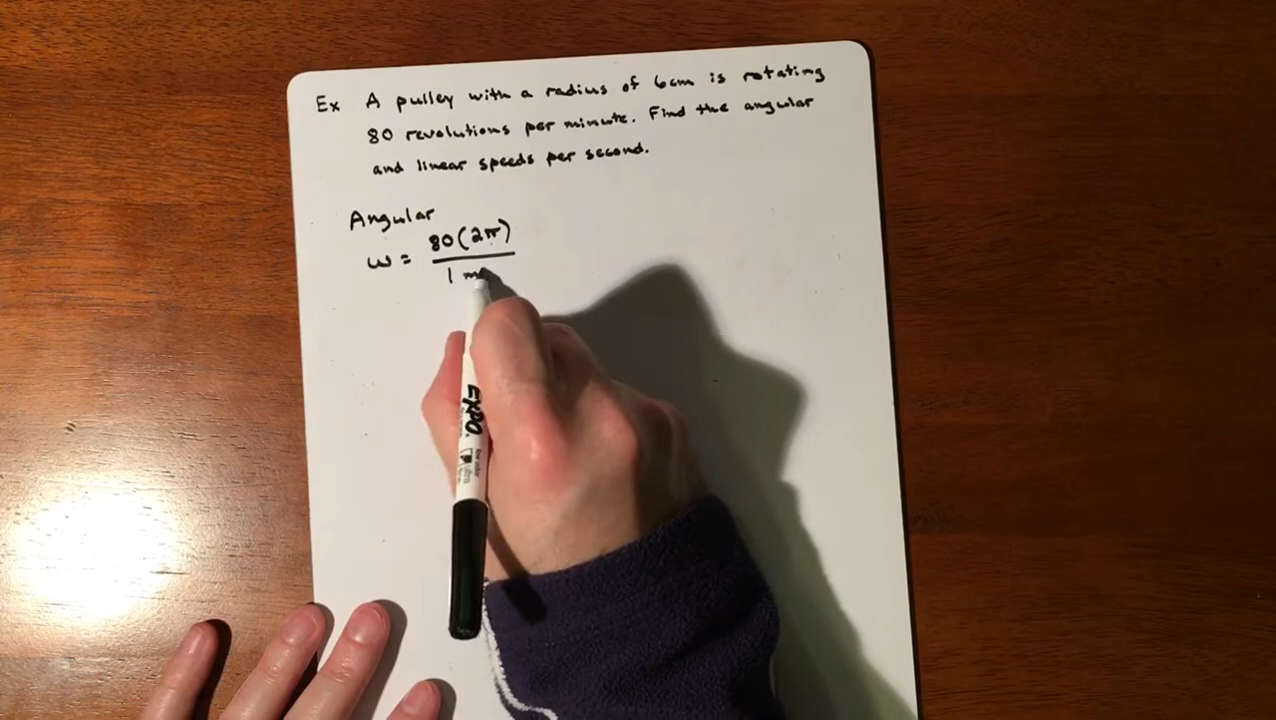 Ex A pulley with a radius of 6cm is rotating
80 revolutions per minute. Find the angular
and linear speeds per second.
Angular
ω = 80(2π)
1
EXPO